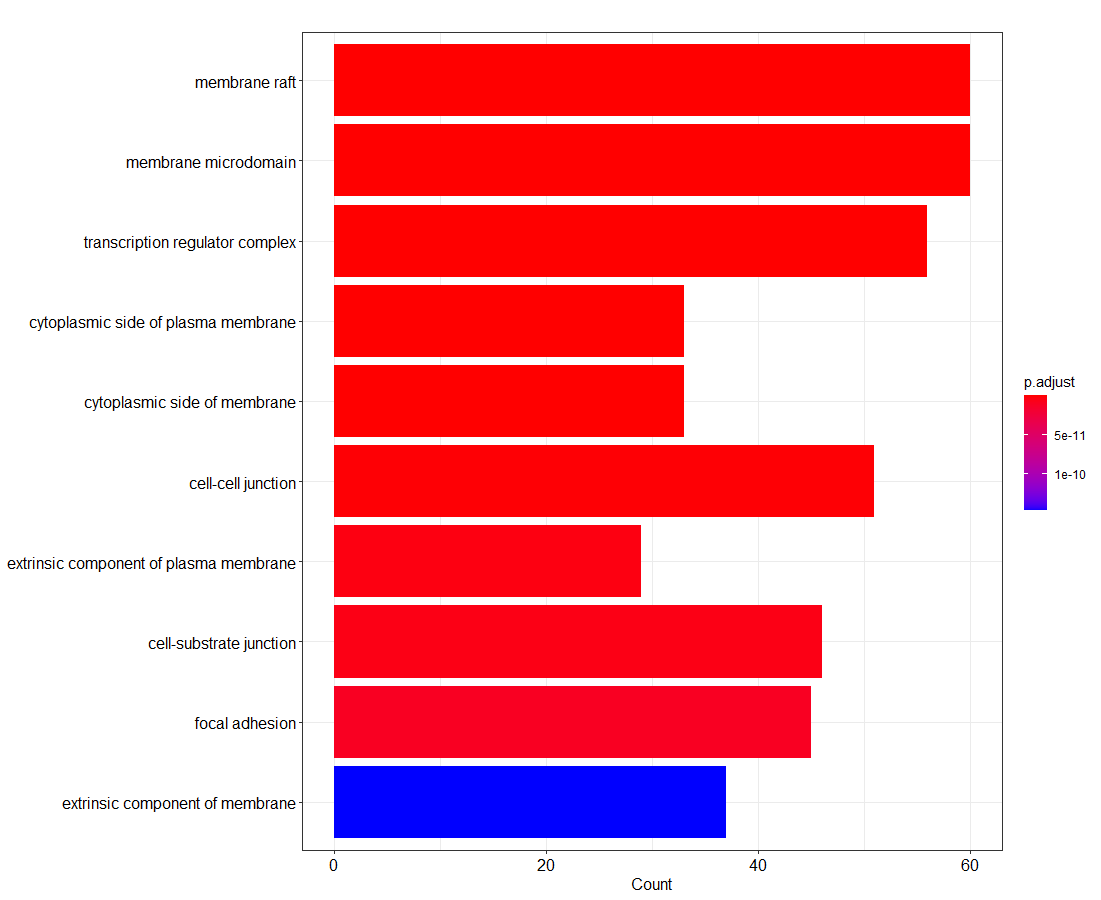 membrane raft
membrane microdomain
transcription regulator complex
cytoplasmic side of plasma membrane
cytoplasmic side of membrane
cell-cell junction
extrinsic component of plasma membrane
cell-substrate junction
focal adhesion
extrinsic component of membrane
0 20 40 60
Count
p.adjust
5e-11
1e-10